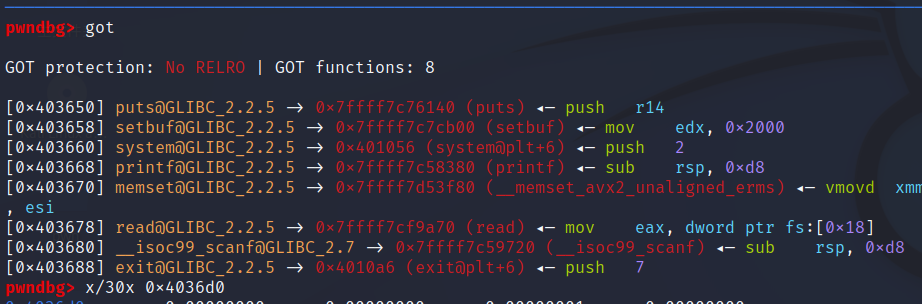 pwndbg> got
GOT protection: No RELRO | GOT functions: 8
[0×403650] puts@GLIBC_2.2.5 → 0×7ffff7c76140 (puts) ◂— push r14
[0×403658] setbuf@GLIBC_2.2.5 → 0×7ffff7c7cb00 (setbuf) ◂— mov edx, 0×2000
[0×403660] system@GLIBC_2.2.5 → 0×401056 (system@plt+6) ◂— push 2
[0×403668] printf@GLIBC_2.2.5 → 0×7ffff7c58380 (printf) ◂— sub rsp, 0×d8
[0×403670] memset@GLIBC_2.2.5 → 0×7ffff7d53f80 (__memset_avx2_unaligned_erms) ◂— vmovd xmm
, esi
[0×403678] read@GLIBC_2.2.5 → 0×7ffff7cf9a70 (read) ◂— mov eax, dword ptr fs:[0×18]
[0×403680] __isoc99_scanf@GLIBC_2.7 → 0×7ffff7c59720 (__isoc99_scanf) ◂— sub rsp, 0×d8
[0×403688] exit@GLIBC_2.2.5 → 0×4010a6 (exit@plt+6) ◂— push 7
pwndbg> x/30x 0×4036d0